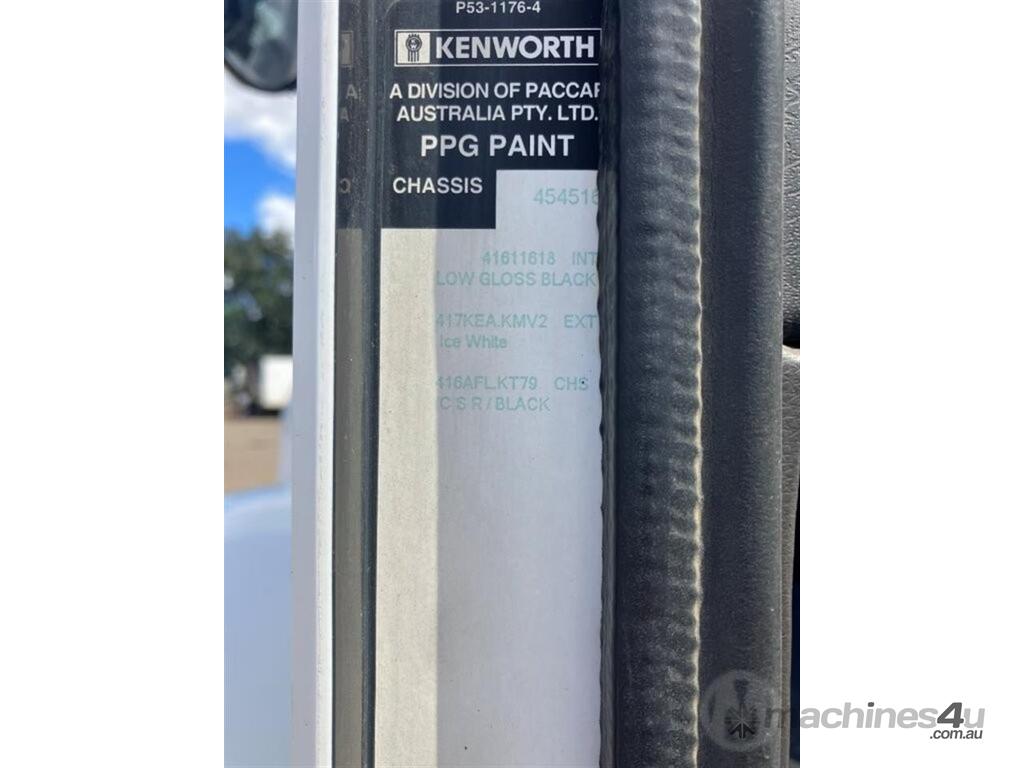 P53-1176-4
KENWORTH
A DIVISION OF PACCAR
AUSTRALIA PTY. LTD.
PPG PAINT
CHASSIS 454516
41611618 INT
LOW GLOSS BLACK
417KEA.KMV2 EXT
Ice White
416AFL.KT79 CHS
/C S R / BLACK
machines4u
.com.au